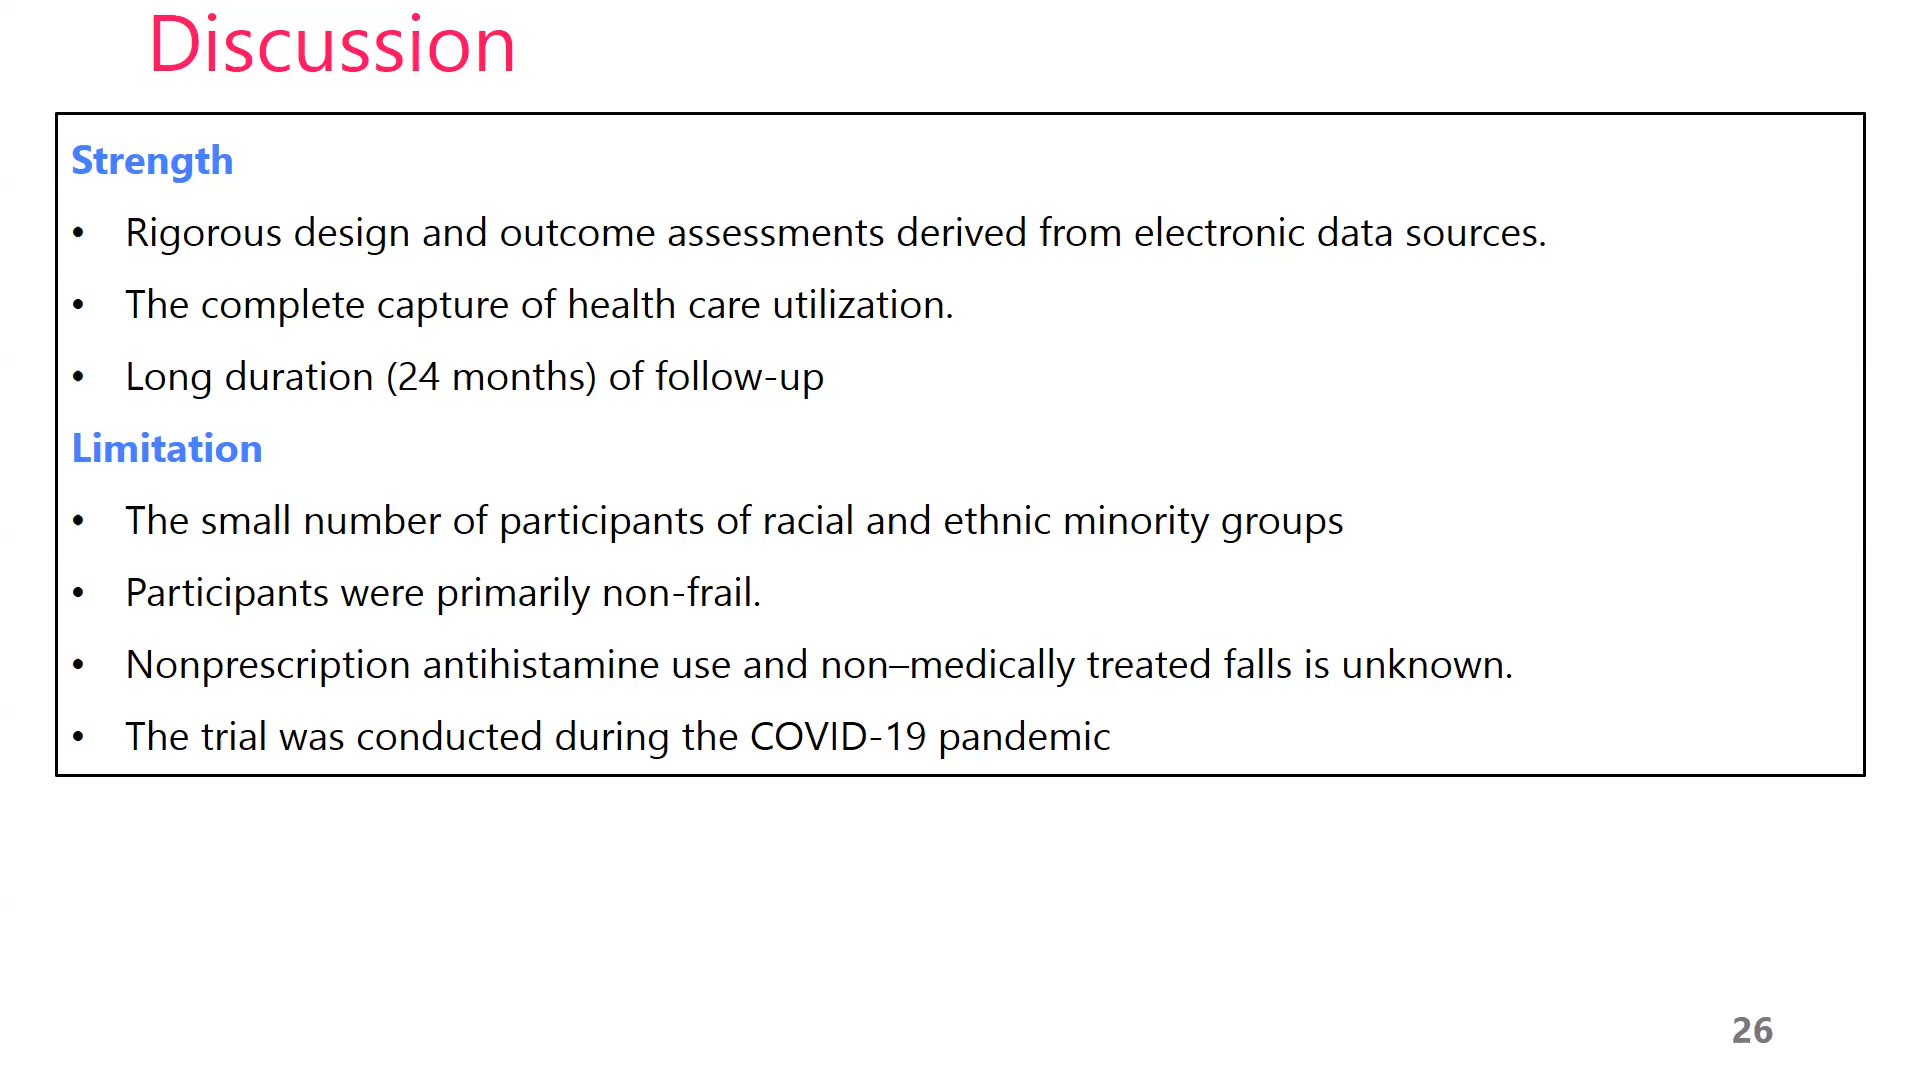 Discussion
Strength
• Rigorous design and outcome assessments derived from electronic data sources.
• The complete capture of health care utilization.
• Long duration (24 months) of follow-up
Limitation
• The small number of participants of racial and ethnic minority groups
• Participants were primarily non-frail.
• Nonprescription antihistamine use and non–medically treated falls is unknown.
• The trial was conducted during the COVID-19 pandemic
26